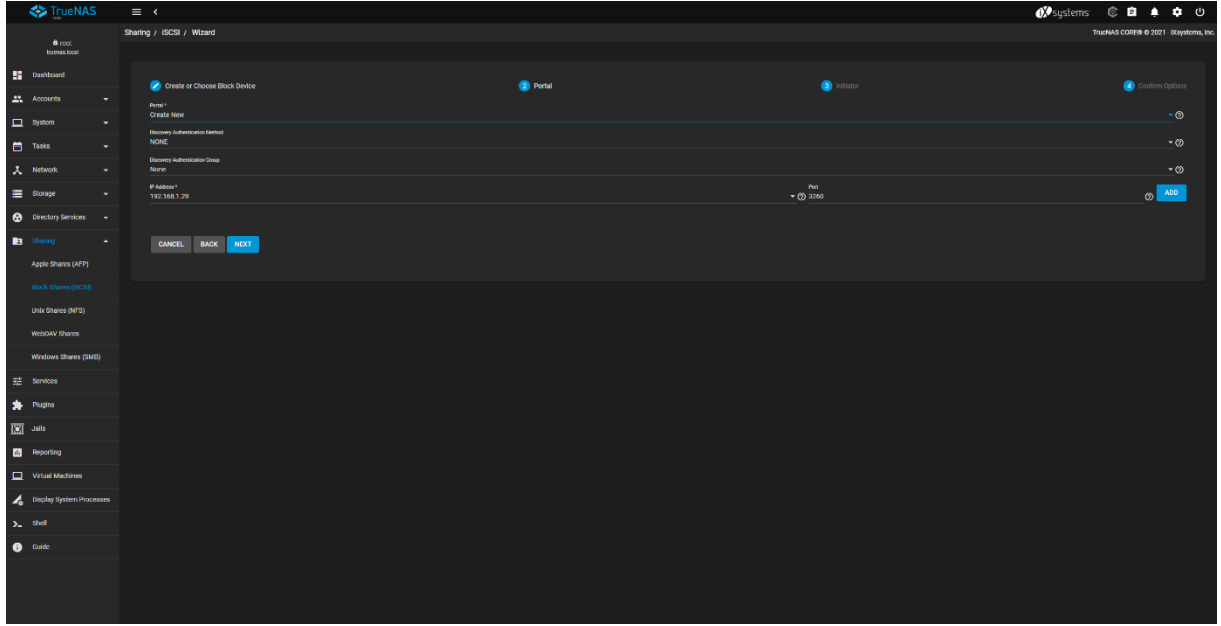 TrueNAS
CORE
iXsystems
root
truenas.local
Sharing / iSCSI / Wizard
TrueNAS CORE® © 2021 iXsystems, Inc.
Dashboard
Accounts
System
Tasks
Network
Storage
Directory Services
Sharing
Apple Shares (AFP)
Block Shares (iSCSI)
Unix Shares (NFS)
WebDAV Shares
Windows Shares (SMB)
Services
Plugins
Jails
Reporting
Virtual Machines
Display System Processes
Shell
Guide
Create or Choose Block Device
2 Portal
3 Initiator
4 Confirm Options
Portal *
Create New
Discovery Authentication Method
NONE
Discovery Authentication Group
None
IP Address * Port
192.168.1.29 3260 ADD
CANCEL BACK NEXT